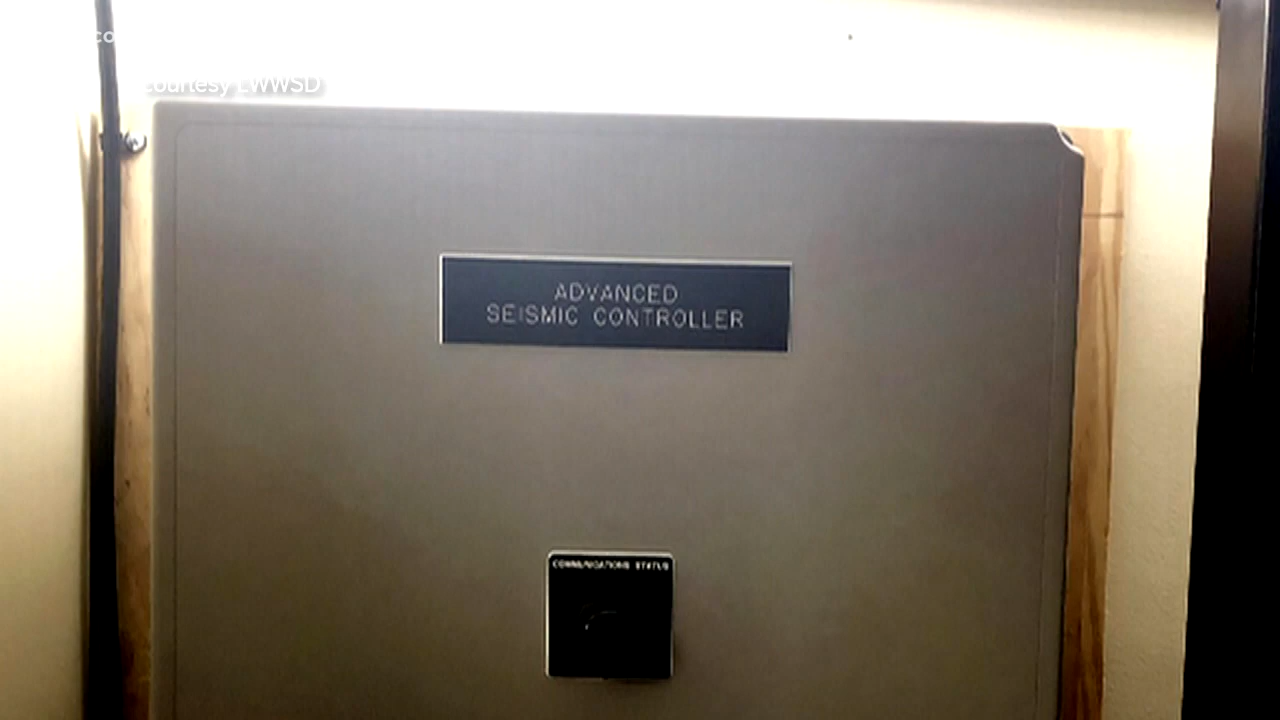 Courtesy LWWSD
ADVANCED
SEISMIC CONTROLLER
COMMUNICATIONS STATUS